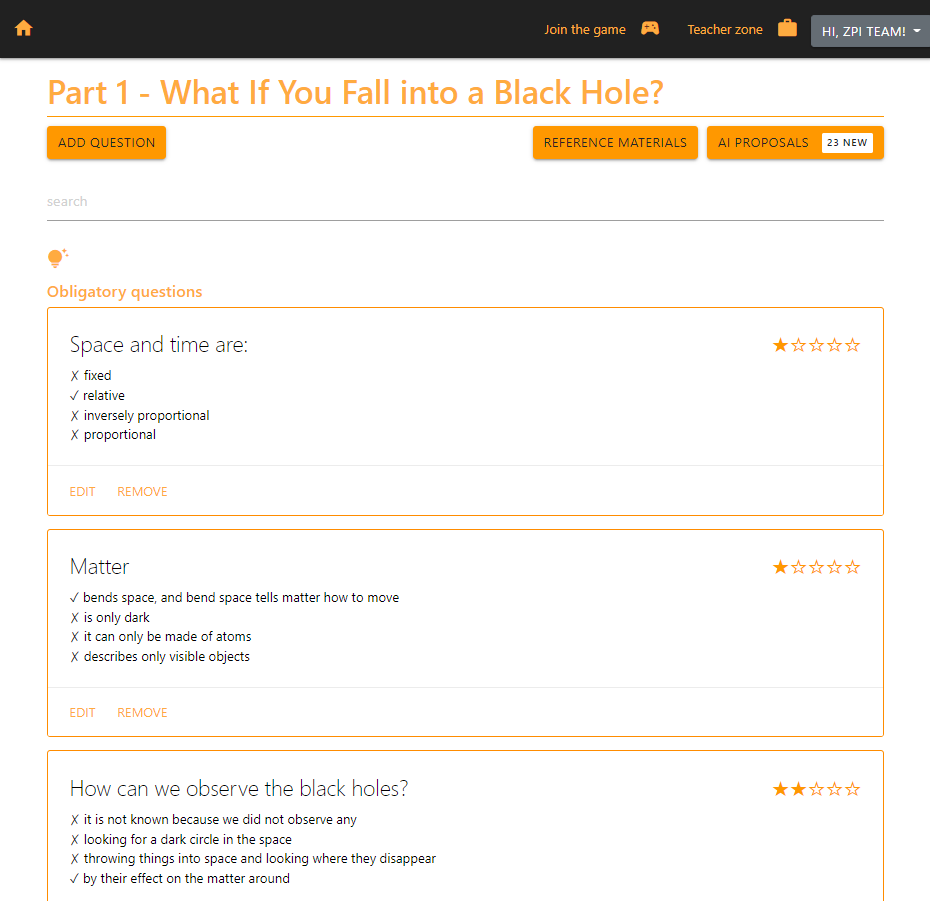 Join the game
Teacher zone
HI, ZPI TEAM!
Part 1 - What If You Fall into a Black Hole?
ADD QUESTION
REFERENCE MATERIALS
AI PROPOSALS 23 NEW
search
Obligatory questions
Space and time are:
✗ fixed
✓ relative
✗ inversely proportional
✗ proportional
EDIT REMOVE
Matter
✓ bends space, and bend space tells matter how to move
✗ is only dark
✗ it can only be made of atoms
✗ describes only visible objects
EDIT REMOVE
How can we observe the black holes?
✗ it is not known because we did not observe any
✗ looking for a dark circle in the space
✗ throwing things into space and looking where they disappear
✓ by their effect on the matter around